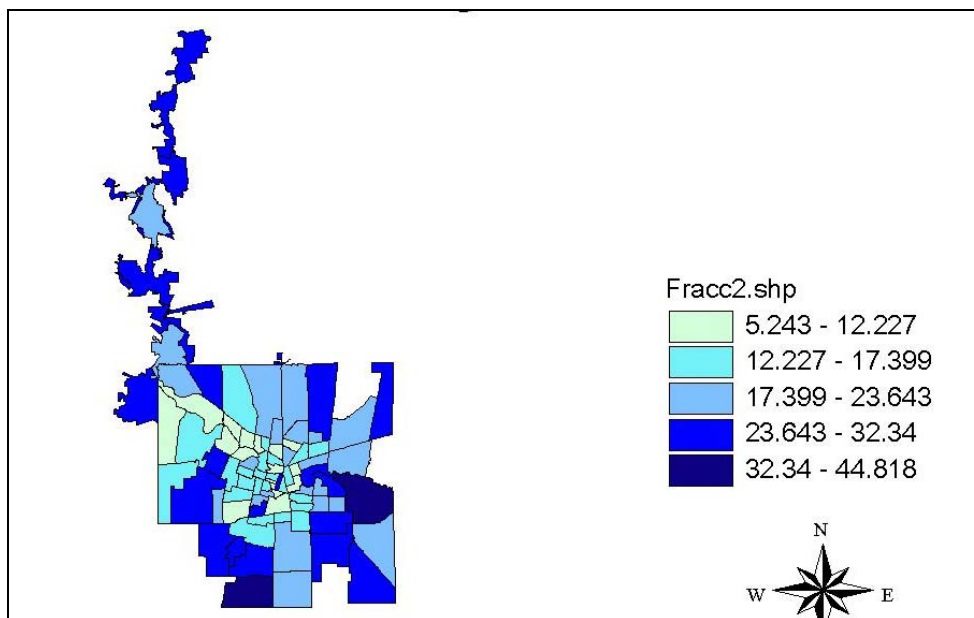 Fracc2.shp
5.243 - 12.227
12.227 - 17.399
17.399 - 23.643
23.643 - 32.34
32.34 - 44.818
N
W E